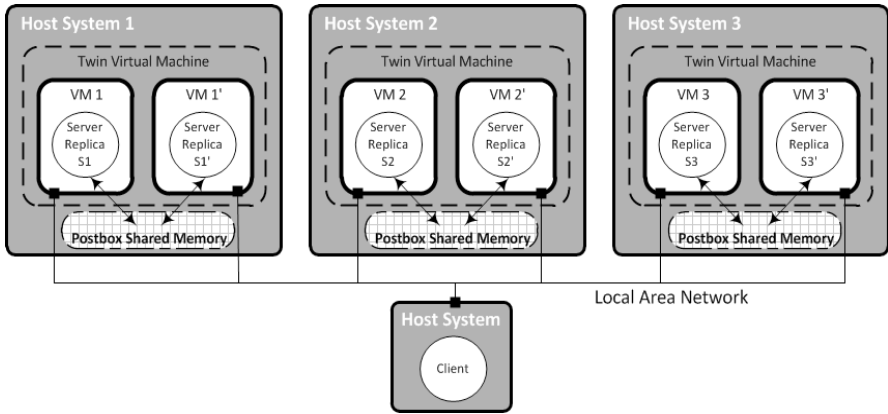 Host System 1
Twin Virtual Machine
VM 1
Server
Replica
S1
VM 1'
Server
Replica
S1'
Postbox Shared Memory
Host System 2
Twin Virtual Machine
VM 2
Server
Replica
S2
VM 2'
Server
Replica
S2'
Postbox Shared Memory
Host System 3
Twin Virtual Machine
VM 3
Server
Replica
S3
VM 3'
Server
Replica
S3'
Postbox Shared Memory
Local Area Network
Host System
Client